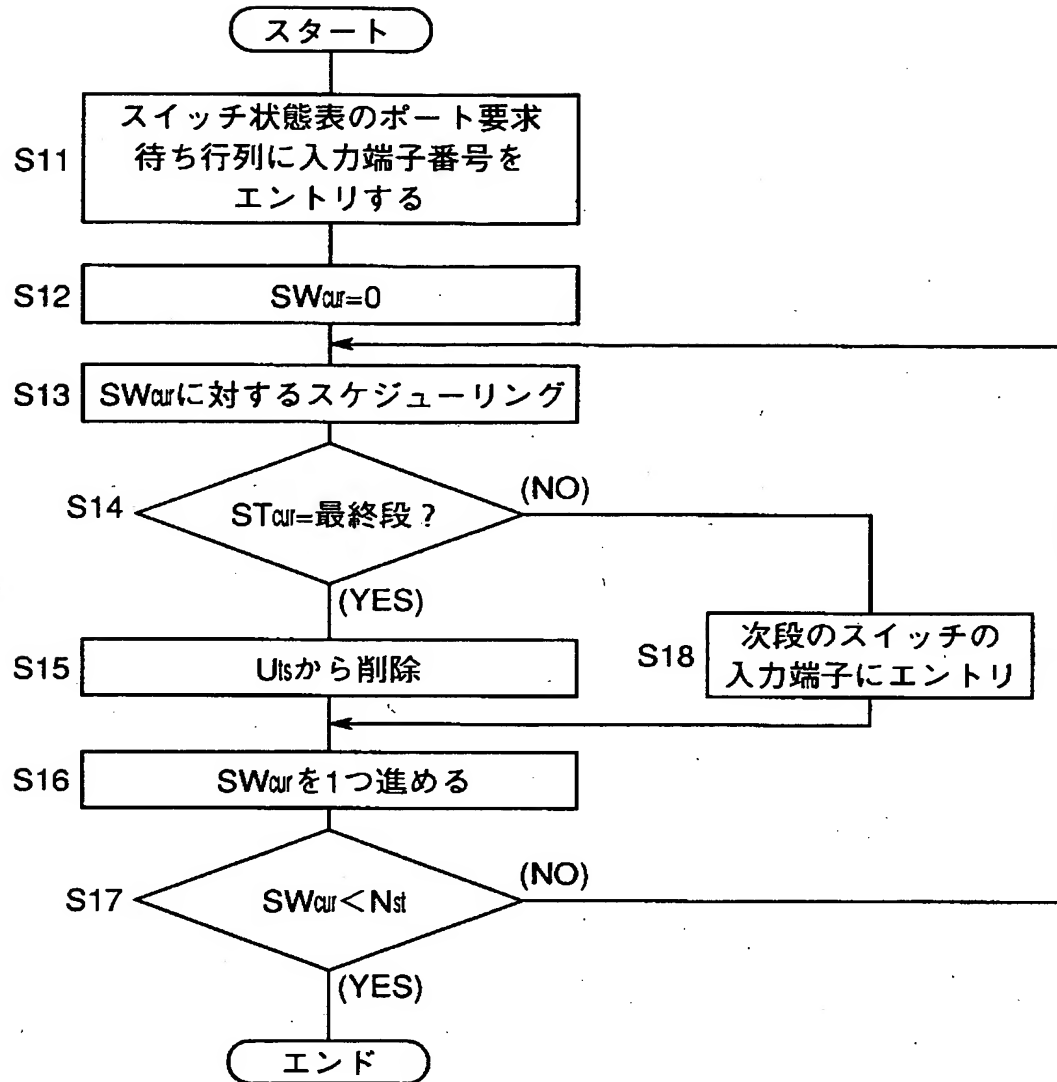 スタート
S11
スイッチ状態表のポート要求
待ち行列に入力端子番号を
エントリする
S12
SWcur=0
S13
SWcurに対するスケジューリング
S14
STcur=最終段?
(NO)
(YES)
S15
Utsから削除
S18
次段のスイッチの
入力端子にエントリ
S16
SWcurを1つ進める
S17
SWcur<Nst
(NO)
(YES)
エンド